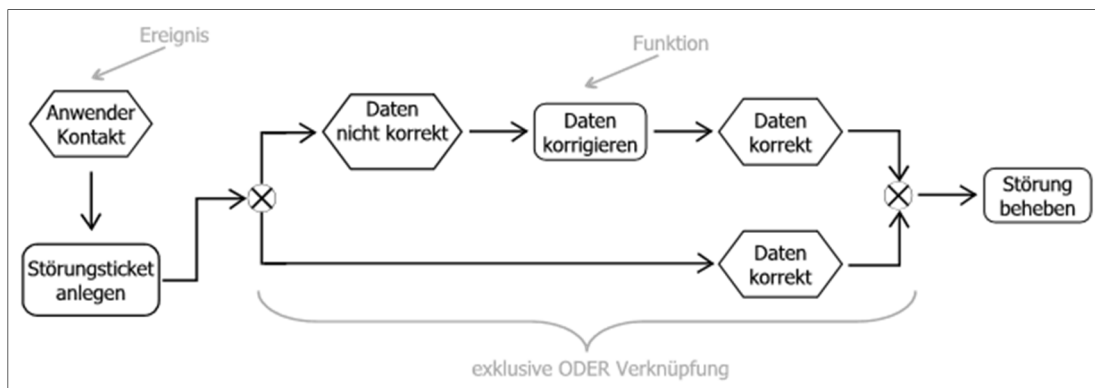 Ereignis
Funktion
Anwender
Kontakt
Daten
nicht korrekt
Daten
korrigieren
Daten
korrekt
Störung
beheben
Störungsticket
anlegen
Daten
korrekt
exklusive ODER Verknüpfung